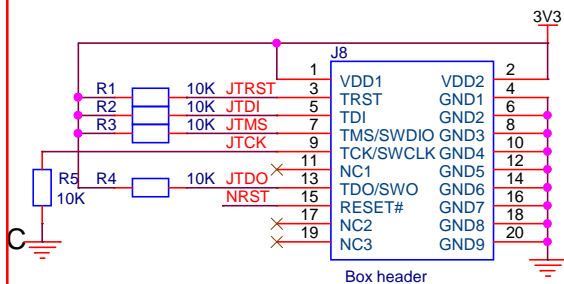 3V3
J8
1 VDD1 VDD2 2
R1 10K JTRST 3 TRST GND1 4
R2 10K JTDI 5 TDI GND2 6
R3 10K JTMS 7 TMS/SWDIO GND3 8
JTCK 9 TCK/SWCLK GND4 10
11 NC1 GND5 12
R5 10K
R4 10K JTDO 13 TDO/SWO GND6 14
NRST 15 RESET# GND7 16
17 NC2 GND8 18
C
19 NC3 GND9 20
Box header